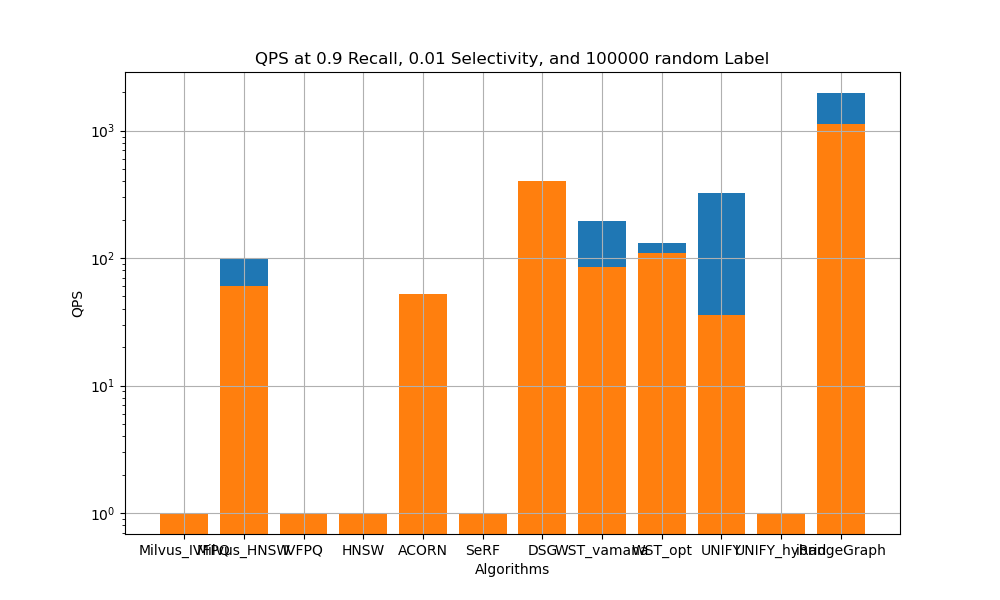 QPS at 0.9 Recall, 0.01 Selectivity, and 100000 random Label
QPS
10³
10²
10¹
10⁰
Milvus_IVFPQ Milvus_HNSW IVFPQ HNSW ACORN SeRF DSG WST_vamana WST_opt UNIFY UNIFY_hybrid iRangeGraph
Algorithms